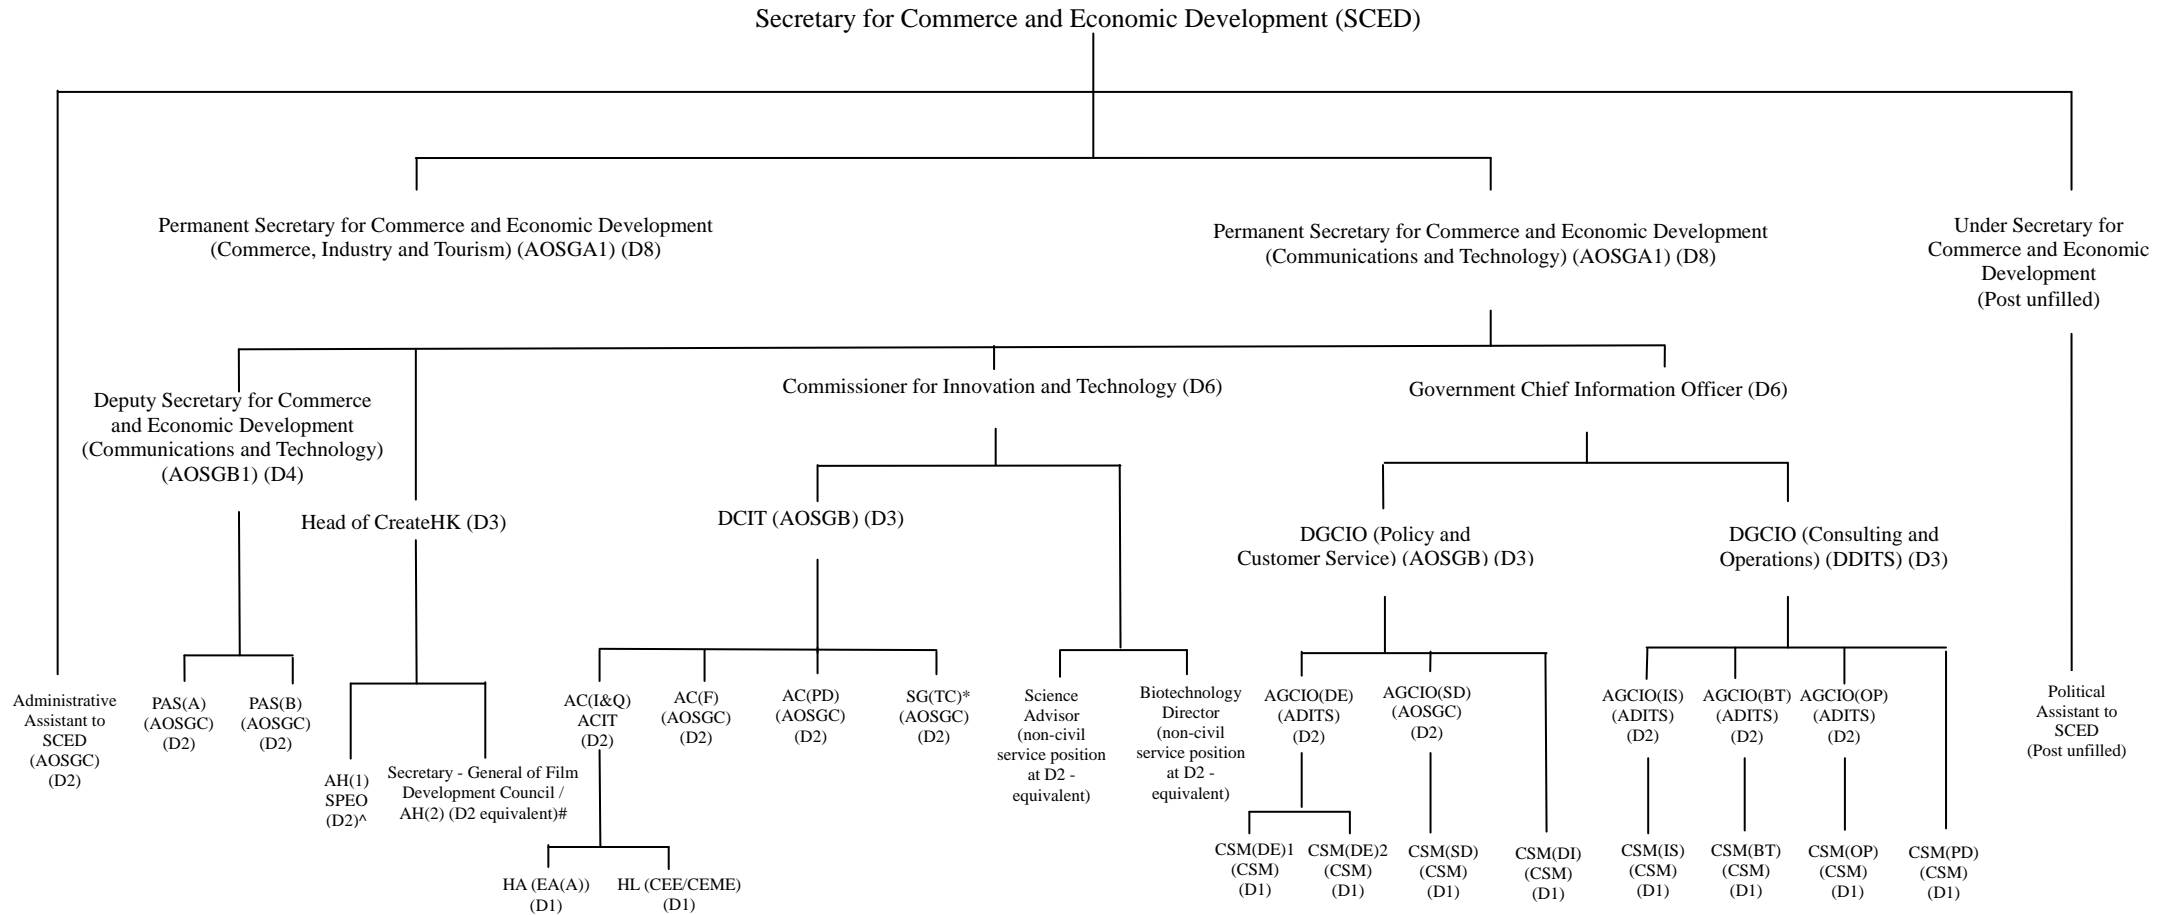 Secretary for Commerce and Economic Development (SCED)
Permanent Secretary for Commerce and Economic Development
(Commerce, Industry and Tourism) (AOSGA1) (D8)
Permanent Secretary for Commerce and Economic Development
(Communications and Technology) (AOSGA1) (D8)
Under Secretary for
Commerce and Economic
Development
(Post unfilled)
Deputy Secretary for Commerce
and Economic Development
(Communications and Technology)
(AOSGB1) (D4)
Head of CreateHK (D3)
Commissioner for Innovation and Technology (D6)
Government Chief Information Officer (D6)
DCIT (AOSGB) (D3)
DGCIO (Policy and
Customer Service) (AOSGB) (D3)
DGCIO (Consulting and
Operations) (DDITS) (D3)
Administrative
Assistant to
SCED
(AOSGC)
(D2)
PAS(A)
(AOSGC)
(D2)
PAS(B)
(AOSGC)
(D2)
AH(1)
SPEO
(D2)^
Secretary - General of Film
Development Council /
AH(2) (D2 equivalent)#
AC(I&Q)
ACIT
(D2)
AC(F)
(AOSGC)
(D2)
AC(PD)
(AOSGC)
(D2)
SG(TC)*
(AOSGC)
(D2)
Science
Advisor
(non-civil
service position
at D2 -
equivalent)
Biotechnology
Director
(non-civil
service position
at D2 -
equivalent)
AGCIO(DE)
(ADITS)
(D2)
AGCIO(SD)
(AOSGC)
(D2)
AGCIO(IS)
(ADITS)
(D2)
AGCIO(BT)
(ADITS)
(D2)
AGCIO(OP)
(ADITS)
(D2)
Political
Assistant to
SCED
(Post unfilled)
HA (EA(A))
(D1)
HL (CEE/CEME)
(D1)
CSM(DE)1
(CSM)
(D1)
CSM(DE)2
(CSM)
(D1)
CSM(SD)
(CSM)
(D1)
CSM(DI)
(CSM)
(D1)
CSM(IS)
(CSM)
(D1)
CSM(BT)
(CSM)
(D1)
CSM(OP)
(CSM)
(D1)
CSM(PD)
(CSM)
(D1)